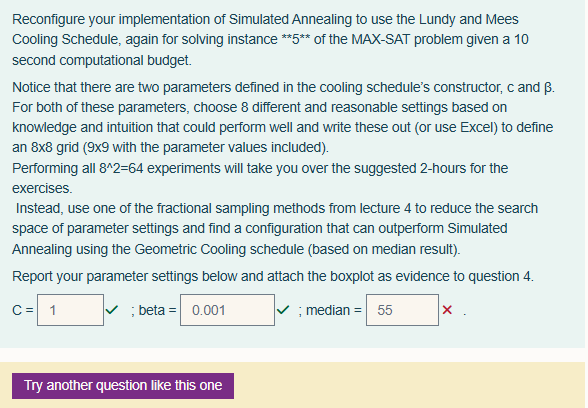 Reconfigure your implementation of Simulated Annealing to use the Lundy and Mees
Cooling Schedule, again for solving instance **5** of the MAX-SAT problem given a 10
second computational budget.
Notice that there are two parameters defined in the cooling schedule's constructor, c and β.
For both of these parameters, choose 8 different and reasonable settings based on
knowledge and intuition that could perform well and write these out (or use Excel) to define
an 8x8 grid (9x9 with the parameter values included).
Performing all 8^2=64 experiments will take you over the suggested 2-hours for the
exercises.
Instead, use one of the fractional sampling methods from lecture 4 to reduce the search
space of parameter settings and find a configuration that can outperform Simulated
Annealing using the Geometric Cooling schedule (based on median result).
Report your parameter settings below and attach the boxplot as evidence to question 4.
C = 1 ✓ ; beta = 0.001 ✓ ; median = 55 ✗ .
Try another question like this one